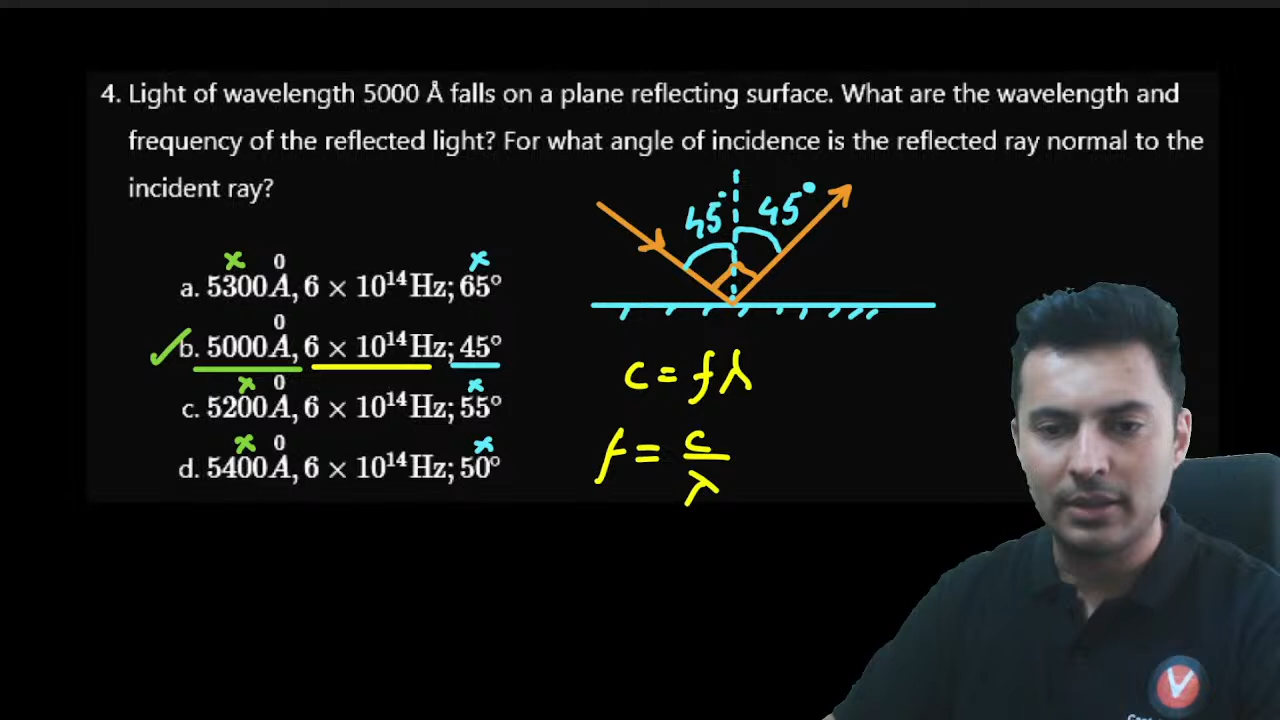 4. Light of wavelength 5000 Å falls on a plane reflecting surface. What are the wavelength and
frequency of the reflected light? For what angle of incidence is the reflected ray normal to the
incident ray?
45° 45°
a. 5300 Å, 6 × 10¹⁴ Hz; 65°
b. 5000 Å, 6 × 10¹⁴ Hz; 45°
c. 5200 Å, 6 × 10¹⁴ Hz; 55°
d. 5400 Å, 6 × 10¹⁴ Hz; 50°
c = fλ
f = c/λ
V